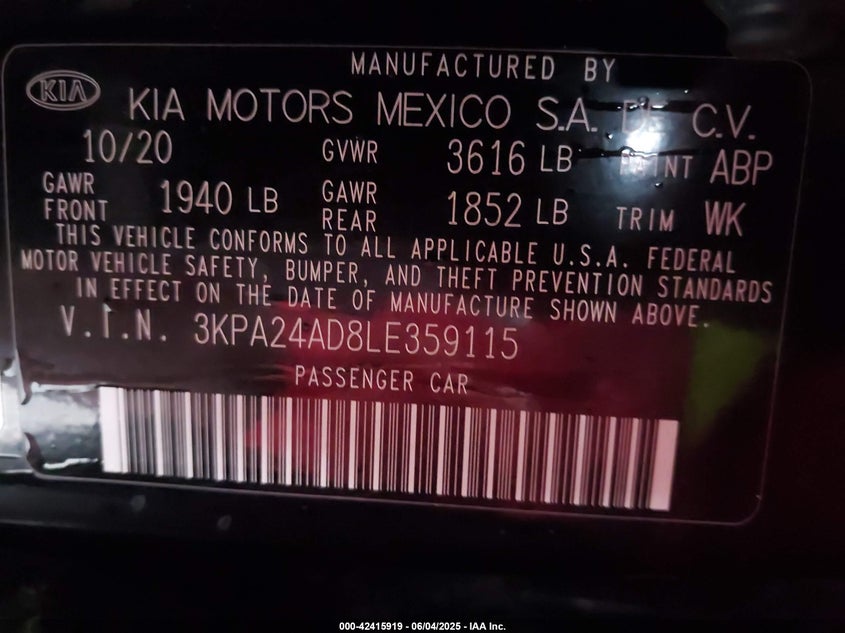 MANUFACTURED BY
KIA
KIA MOTORS MEXICO S.A. DE C.V.
10/20 GVWR 3616 LB PAINT ABP
GAWR FRONT 1940 LB GAWR REAR 1852 LB TRIM WK
THIS VEHICLE CONFORMS TO ALL APPLICABLE U.S.A. FEDERAL
MOTOR VEHICLE SAFETY, BUMPER, AND THEFT PREVENTION STANDARDS
IN EFFECT ON THE DATE OF MANUFACTURE SHOWN ABOVE.
V.I.N. 3KPA24AD8LE359115
PASSENGER CAR
000-42415919 - 06/04/2025 - IAA Inc.